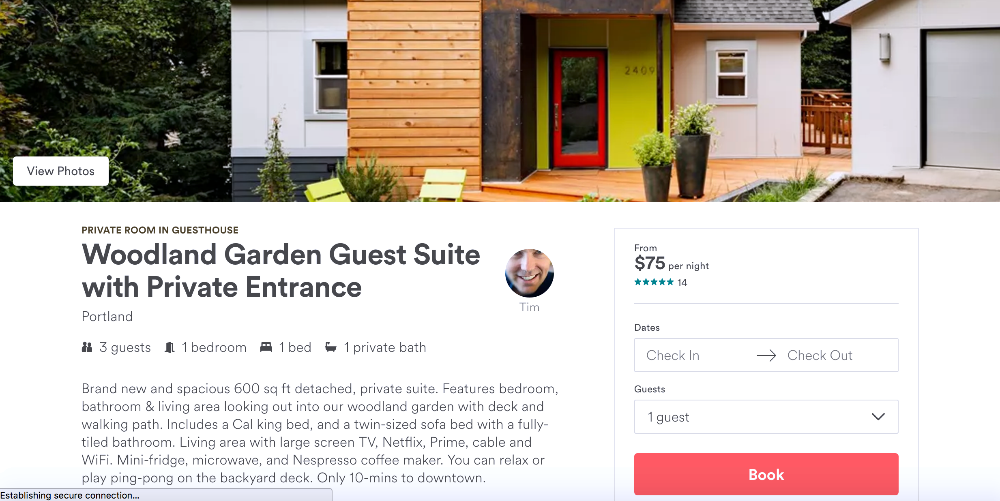 2409
View Photos
PRIVATE ROOM IN GUESTHOUSE
Woodland Garden Guest Suite
with Private Entrance
Tim
Portland
3 guests 1 bedroom 1 bed 1 private bath
Brand new and spacious 600 sq ft detached, private suite. Features bedroom,
bathroom & living area looking out into our woodland garden with deck and
walking path. Includes a Cal king bed, and a twin-sized sofa bed with a fully-
tiled bathroom. Living area with large screen TV, Netflix, Prime, cable and
WiFi. Mini-fridge, microwave, and Nespresso coffee maker. You can relax or
play ping-pong on the backyard deck. Only 10-mins to downtown.
From
$75 per night
14
Dates
Check In Check Out
Guests
1 guest
Book
Establishing secure connection...